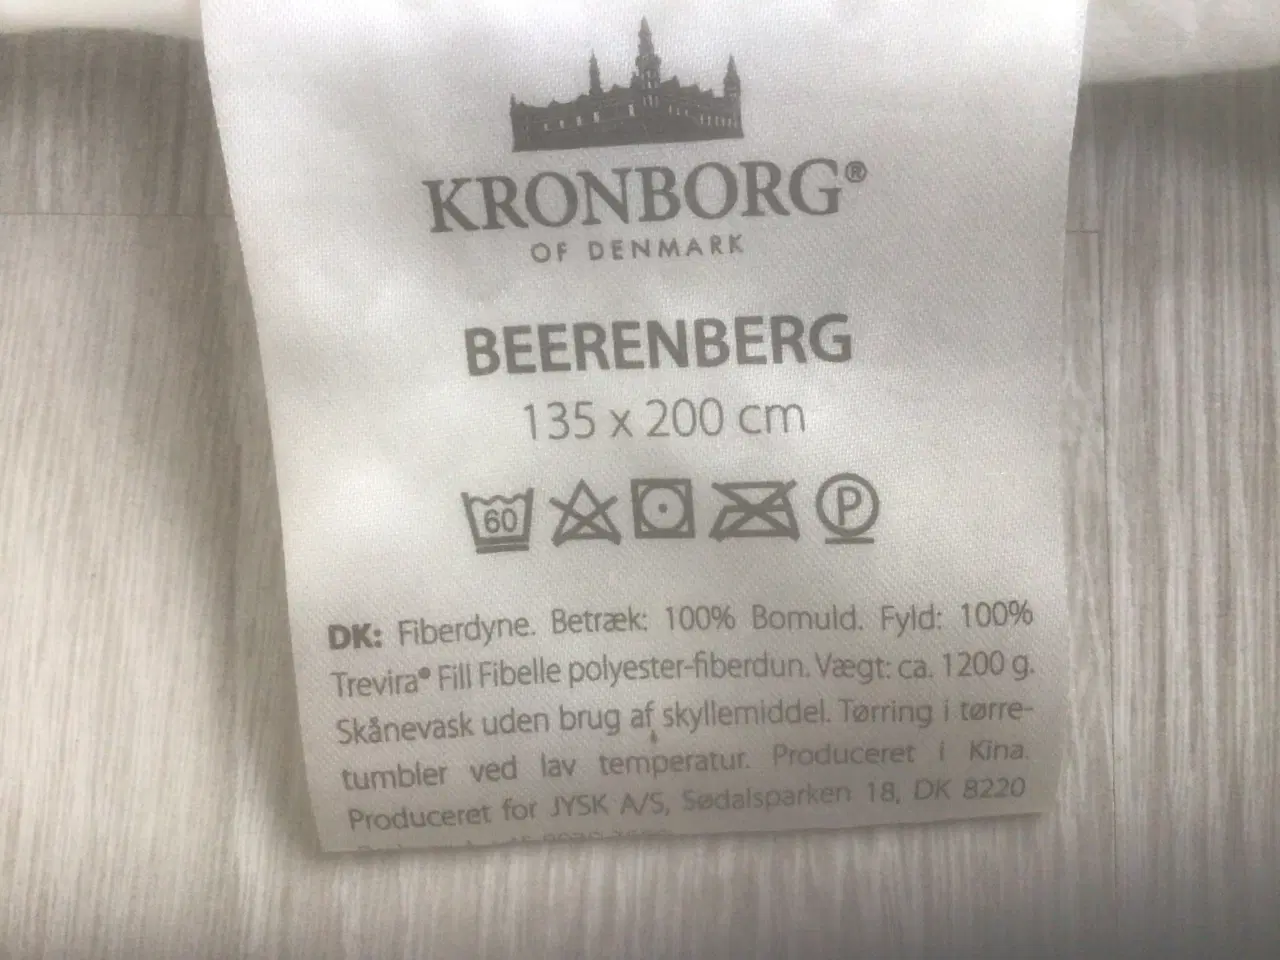 KRONBORG®
OF DENMARK
BEERENBERG
135 x 200 cm
60 P
DK: Fiberdyne. Betræk: 100% Bomuld. Fyld: 100%
Trevira® Fill Fibelle polyester-fiberdun. Vægt: ca. 1200 g.
Skånevask uden brug af skyllemiddel. Tørring i tørre-
tumbler ved lav temperatur. Produceret i Kina.
Produceret for JYSK A/S, Sødalsparken 18, DK 8220